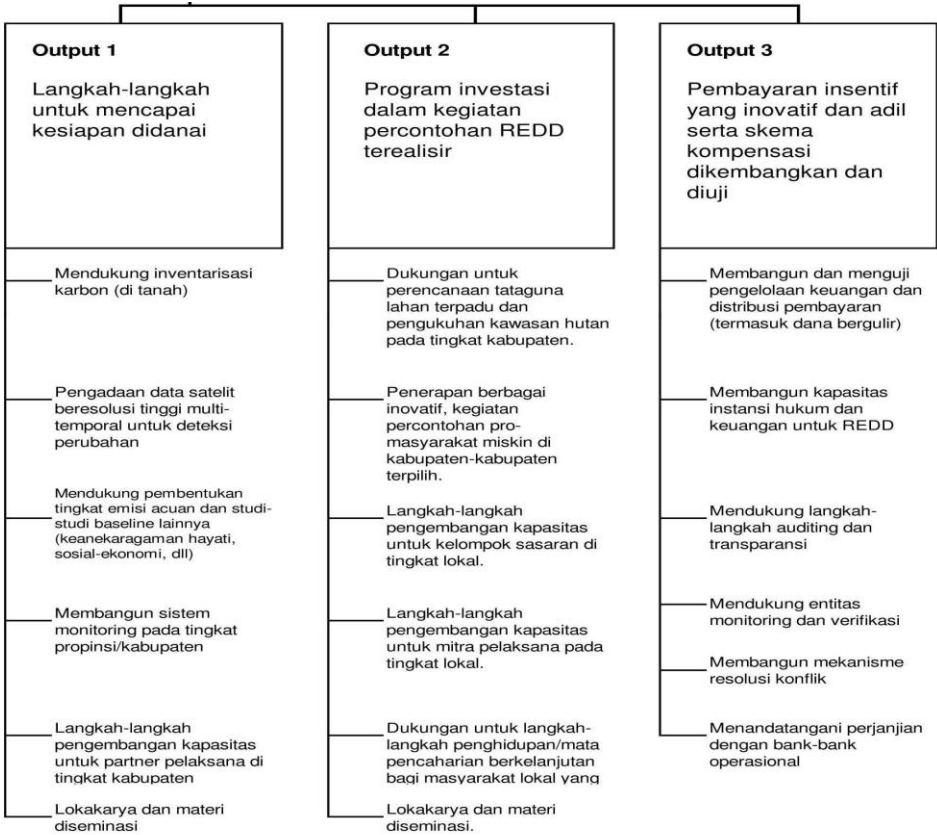 Output 1
Langkah-langkah
untuk mencapai
kesiapan didanai
Mendukung inventarisasi
karbon (di tanah)
Pengadaan data satelit
beresolusi tinggi multi-
temporal untuk deteksi
perubahan
Mendukung pembentukan
tingkat emisi acuan dan studi-
studi baseline lainnya
(keanekaragaman hayati,
sosial-ekonomi, dll)
Membangun sistem
monitoring pada tingkat
propinsi/kabupaten
Langkah-langkah
pengembangan kapasitas
untuk partner pelaksana di
tingkat kabupaten
Lokakarya dan materi
diseminasi
Output 2
Program investasi
dalam kegiatan
percontohan REDD
terealisir
Dukungan untuk
perencanaan tataguna
lahan terpadu dan
pengukuhan kawasan hutan
pada tingkat kabupaten.
Penerapan berbagai
inovatif, kegiatan
percontohan pro-
masyarakat miskin di
kabupaten-kabupaten
terpilih.
Langkah-langkah
pengembangan kapasitas
untuk kelompok sasaran di
tingkat lokal.
Langkah-langkah
pengembangan kapasitas
untuk mitra pelaksana pada
tingkat lokal.
Dukungan untuk langkah-
langkah penghidupan/mata
pencaharian berkelanjutan
bagi masyarakat lokal yang
Lokakarya dan materi
diseminasi.
Output 3
Pembayaran insentif
yang inovatif dan adil
serta skema
kompensasi
dikembangkan dan
diuji
Membangun dan menguji
pengelolaan keuangan dan
distribusi pembayaran
(termasuk dana bergulir)
Membangun kapasitas
instansi hukum dan
keuangan untuk REDD
Mendukung langkah-
langkah auditing dan
transparansi
Mendukung entitas
monitoring dan verifikasi
Membangun mekanisme
resolusi konflik
Menandatangani perjanjian
dengan bank-bank
operasional